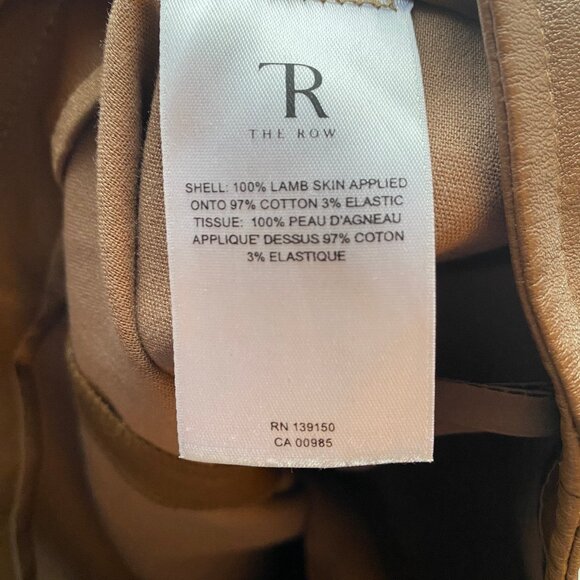 TR
THE ROW
SHELL: 100% LAMB SKIN APPLIED
ONTO 97% COTTON 3% ELASTIC
TISSUE: 100% PEAU D'AGNEAU
APPLIQUE' DESSUS 97% COTON
3% ELASTIQUE
RN 139150
CA 00985